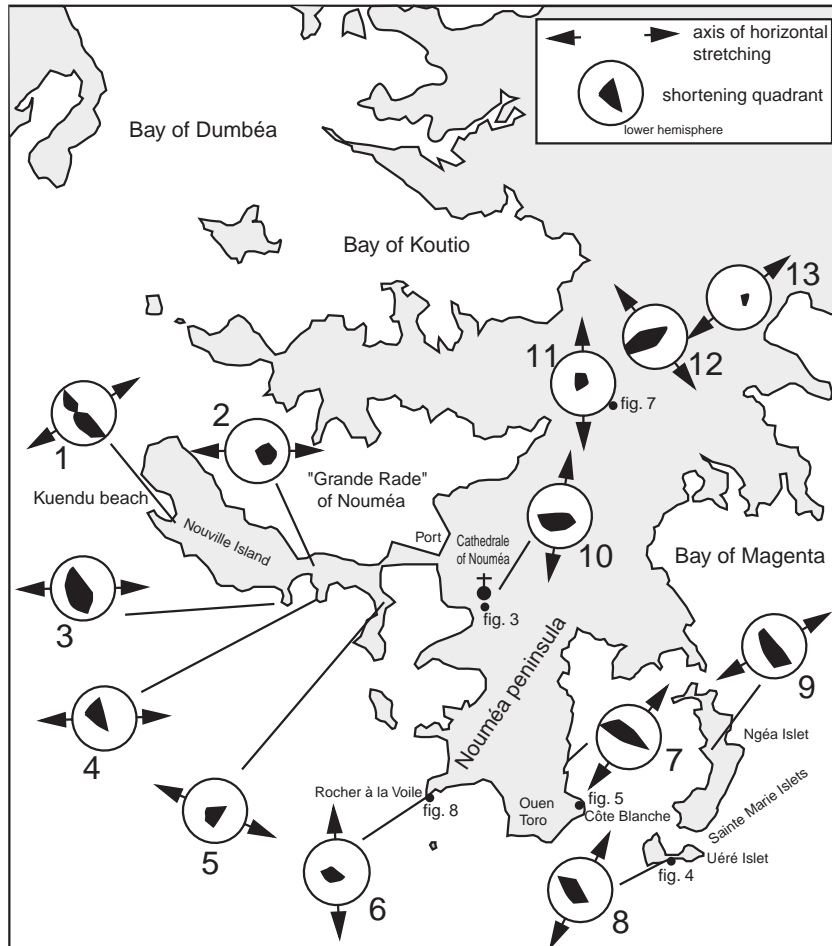 axis of horizontal
stretching
shortening quadrant
lower hemisphere
Bay of Dumbéa
Bay of Koutio
13
12
11
fig. 7
2
1
"Grande Rade"
of Nouméa
Kuendu beach
Nouville Island
Port
Cathedrale
of Nouméa
10
Bay of Magenta
3
fig. 3
Nouméa peninsula
9
4
7
Ngéa Islet
Rocher à la Voile
fig. 8
Ouen
Toro
fig. 5
Côte Blanche
Sainte Marie Islets
5
Uéré Islet
fig. 4
6
8